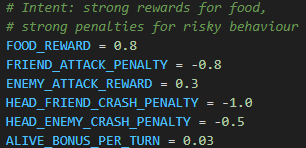 # Intent: strong rewards for food,
# strong penalties for risky behaviour
FOOD_REWARD = 0.8
FRIEND_ATTACK_PENALTY = -0.8
ENEMY_ATTACK_REWARD = 0.3
HEAD_FRIEND_CRASH_PENALTY = -1.0
HEAD_ENEMY_CRASH_PENALTY = -0.5
ALIVE_BONUS_PER_TURN = 0.03